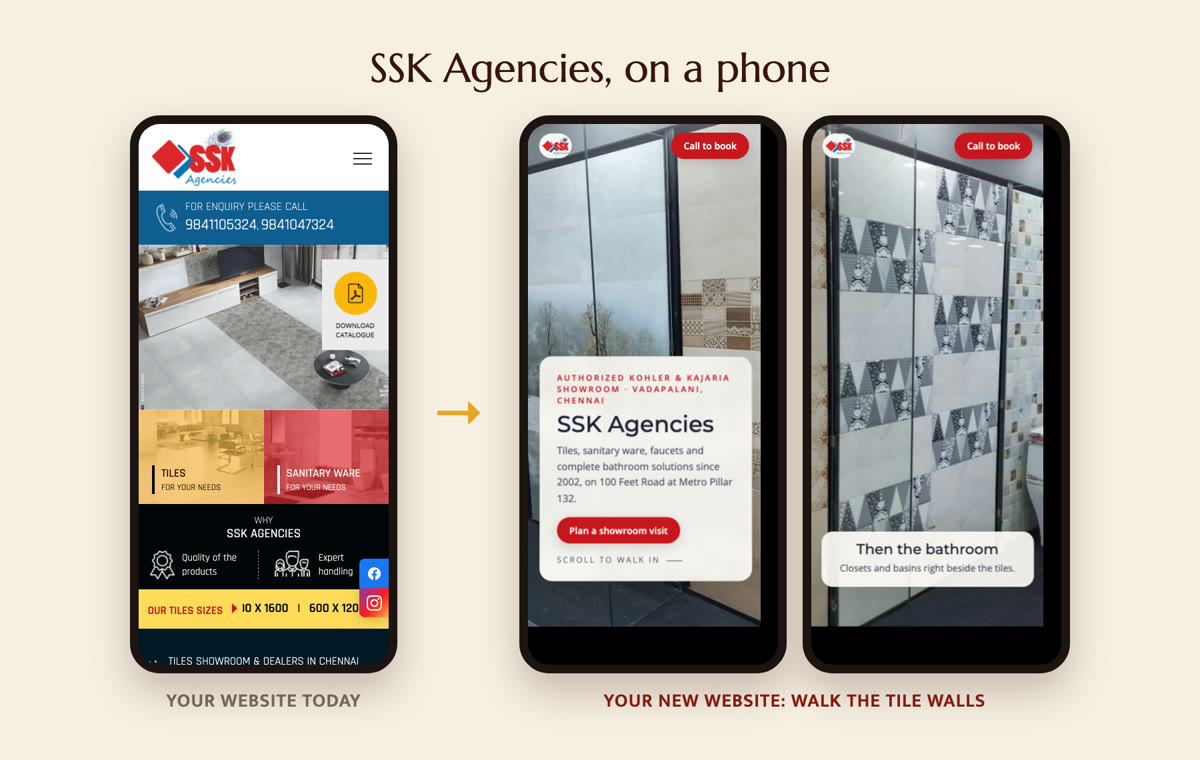 SSK Agencies, on a phone
SSK
Agencies
FOR ENQUIRY PLEASE CALL
9841105324, 9841047324
DOWNLOAD
CATALOGUE
TILES
FOR YOUR NEEDS
SANITARY WARE
FOR YOUR NEEDS
WHY
SSK AGENCIES
Quality of the
products
Expert
handling
OUR TILES SIZES
10 X 1600 | 600 X 120
TILES SHOWROOM & DEALERS IN CHENNAI
YOUR WEBSITE TODAY
SSK
Call to book
AUTHORIZED KOHLER & KAJARIA
SHOWROOM · VADAPALANI,
CHENNAI
SSK Agencies
Tiles, sanitary ware, faucets and
complete bathroom solutions since
2002, on 100 Feet Road at Metro Pillar
132.
Plan a showroom visit
SCROLL TO WALK IN
SSK
Call to book
Then the bathroom
Closets and basins right beside the tiles.
YOUR NEW WEBSITE: WALK THE TILE WALLS